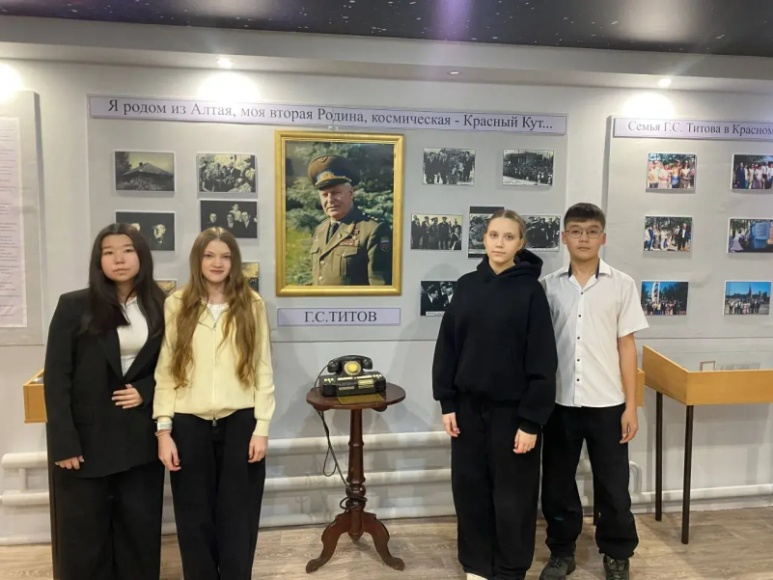 Я родом из Алтая, моя вторая Родина, космическая - Красный Кут...
Семья Г.С. Титова в Красном
Г.С.ТИТОВ